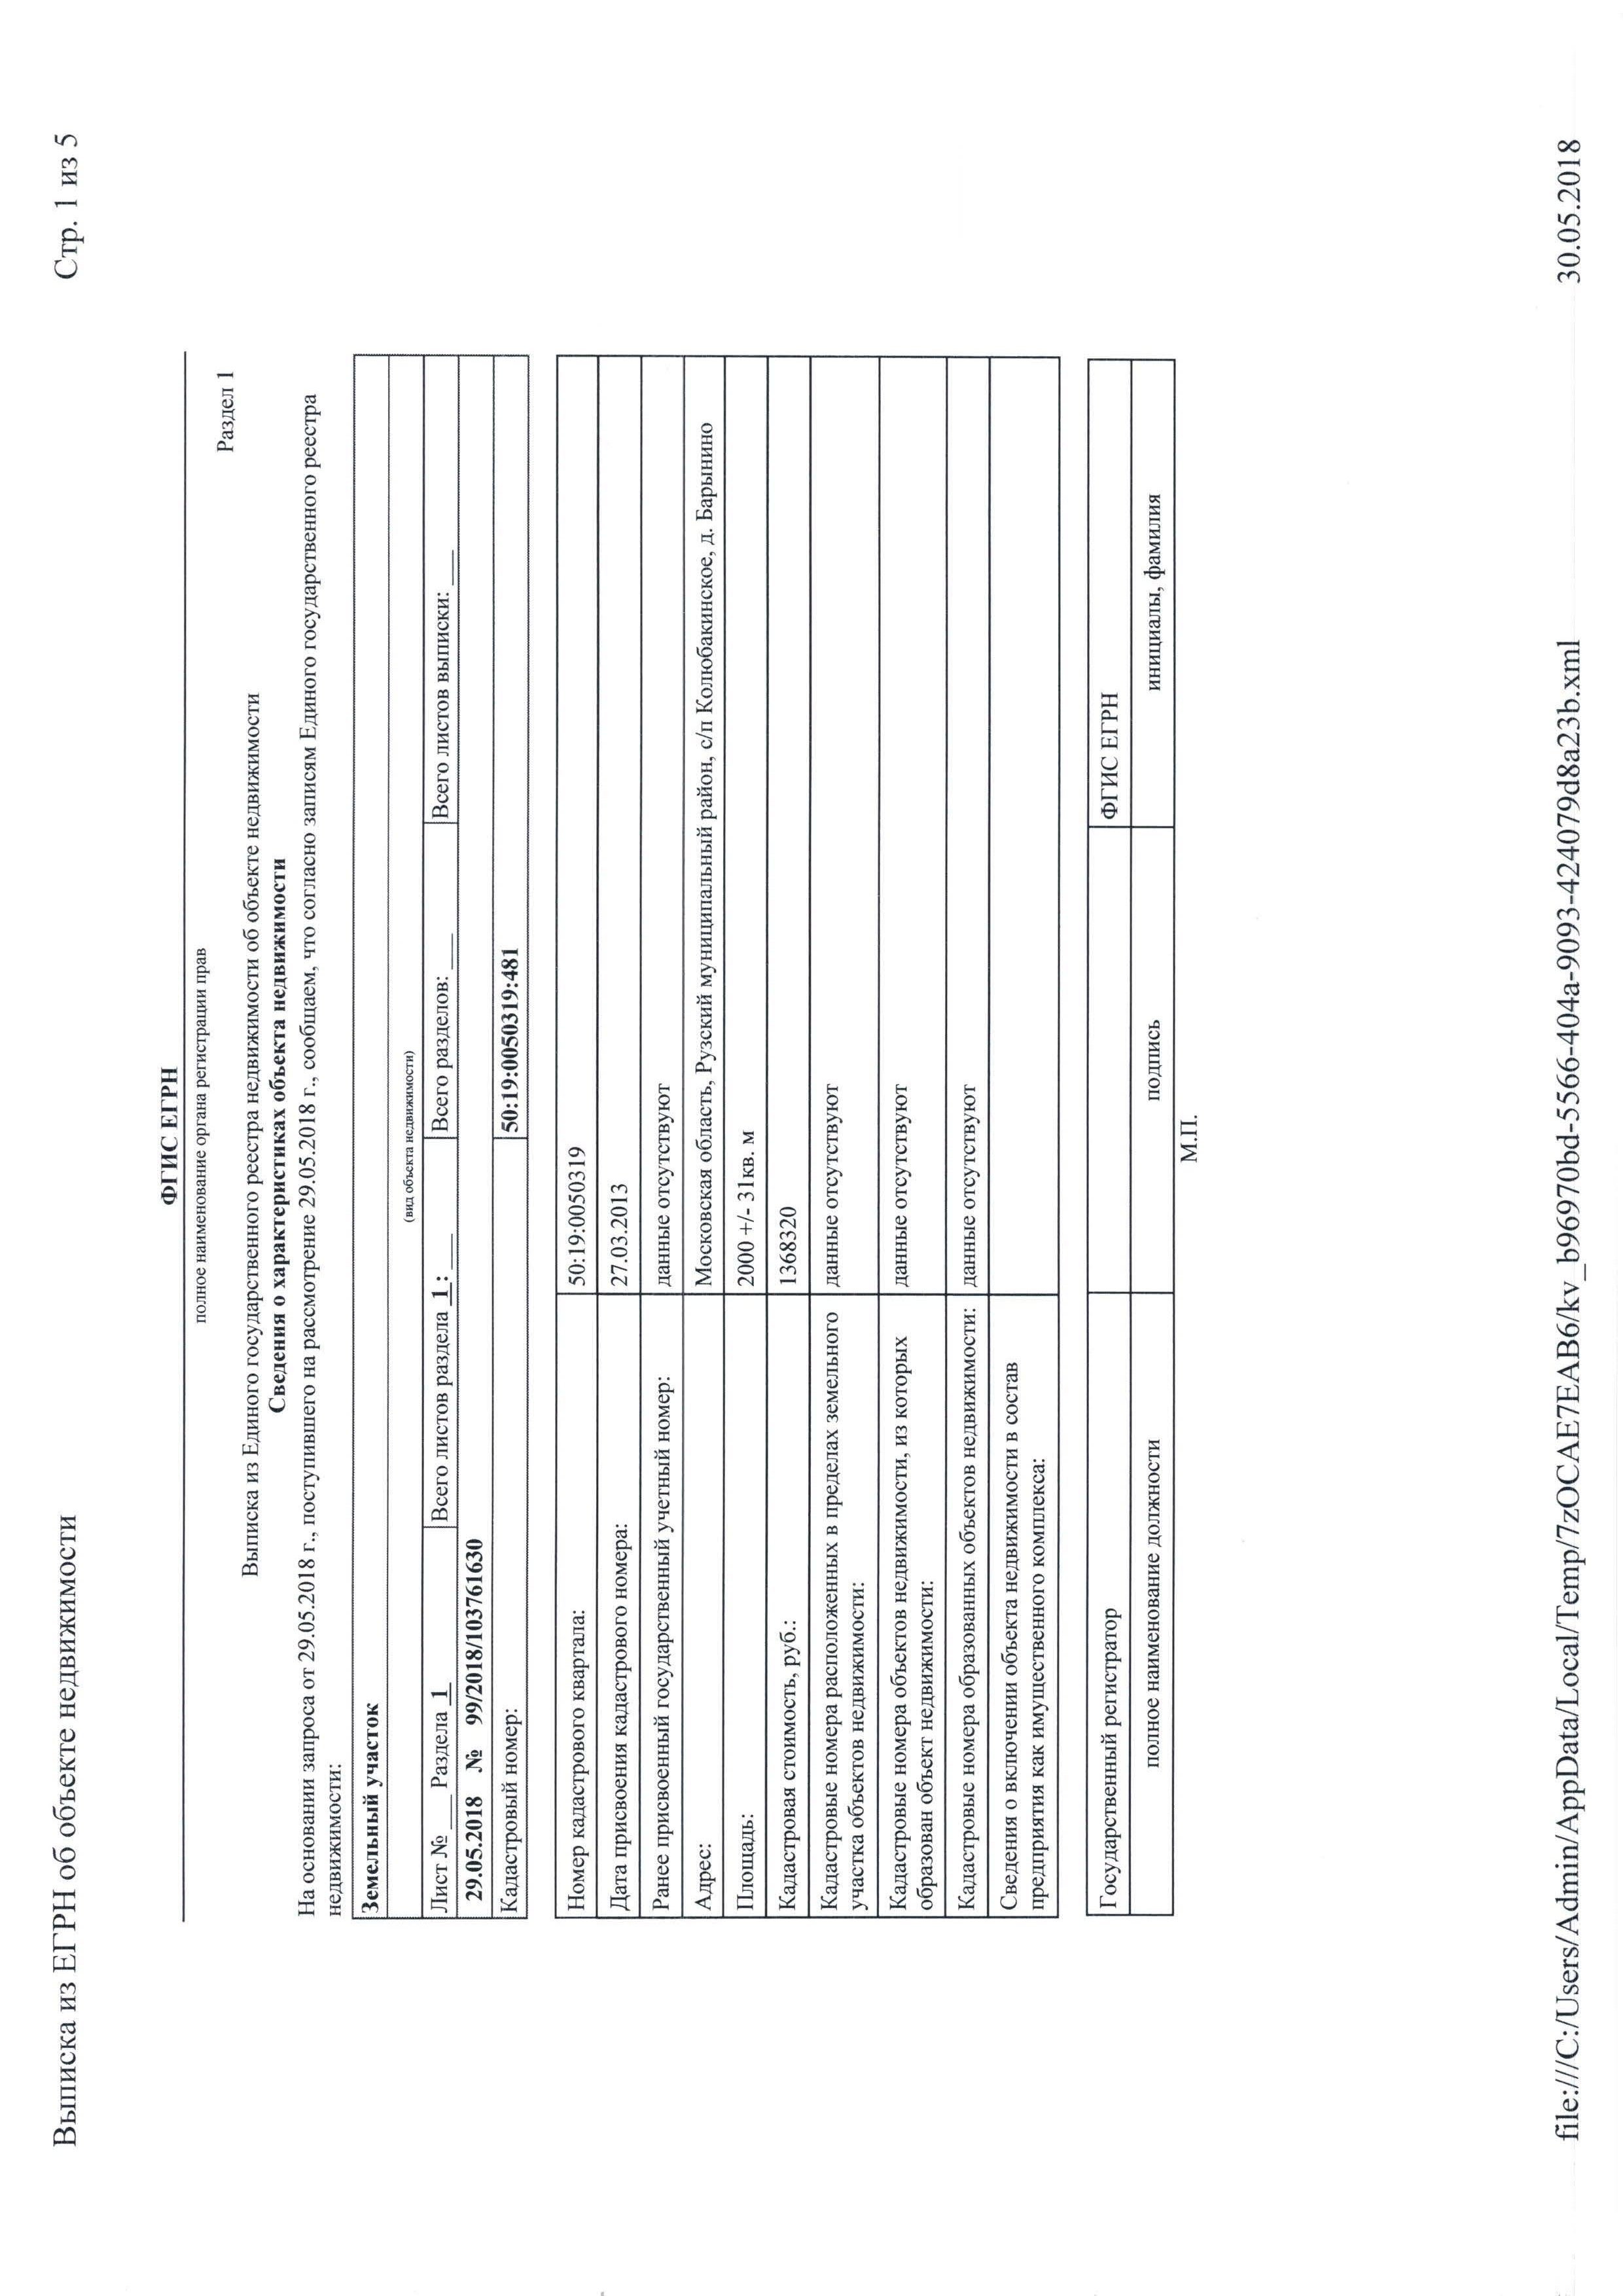 Выписка из ЕГРН об объекте недвижимости
Стр. 1 из 5
ФГИС ЕГРН
полное наименование органа регистрации прав
Раздел 1
Выписка из Единого государственного реестра недвижимости об объекте недвижимости
Сведения о характеристиках объекта недвижимости
На основании запроса от 29.05.2018 г., поступившего на рассмотрение 29.05.2018 г., сообщаем, что согласно записям Единого государственного реестра
недвижимости:
Земельный участок
(вид объекта недвижимости)
Лист № ___ Раздела 1 Всего листов раздела 1 : ___ Всего разделов: ___ Всего листов выписки: ___
29.05.2018 № 99/2018/103761630
Кадастровый номер: 50:19:0050319:481
Номер кадастрового квартала: 50:19:0050319
Дата присвоения кадастрового номера: 27.03.2013
Ранее присвоенный государственный учетный номер: данные отсутствуют
Адрес: Московская область, Рузский муниципальный район, с/п Колюбакинское, д. Барынино
Площадь: 2000 +/- 31кв. м
Кадастровая стоимость, руб.: 1368320
Кадастровые номера расположенных в пределах земельного данные отсутствуют
участка объектов недвижимости:
Кадастровые номера объектов недвижимости, из которых данные отсутствуют
образован объект недвижимости:
Кадастровые номера образованных объектов недвижимости: данные отсутствуют
Сведения о включении объекта недвижимости в состав
предприятия как имущественного комплекса:
Государственный регистратор ФГИС ЕГРН
полное наименование должности подпись инициалы, фамилия
М.П.
file:///C:/Users/Admin/AppData/Local/Temp/7zOCAE7EAB6/kv_b96970bd-5566-404a-9093-424079d8a23b.xml
30.05.2018